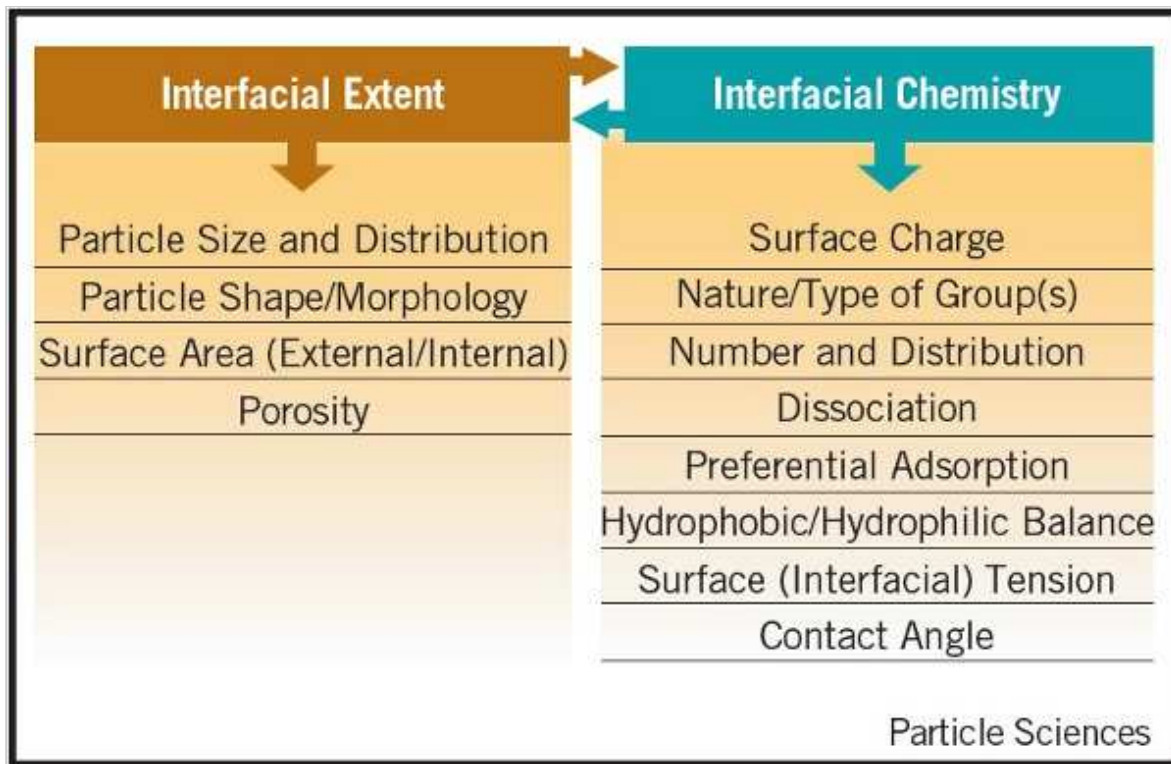 Interfacial Extent
Particle Size and Distribution
Particle Shape/Morphology
Surface Area (External/Internal)
Porosity
Interfacial Chemistry
Surface Charge
Nature/Type of Group(s)
Number and Distribution
Dissociation
Preferential Adsorption
Hydrophobic/Hydrophilic Balance
Surface (Interfacial) Tension
Contact Angle
Particle Sciences